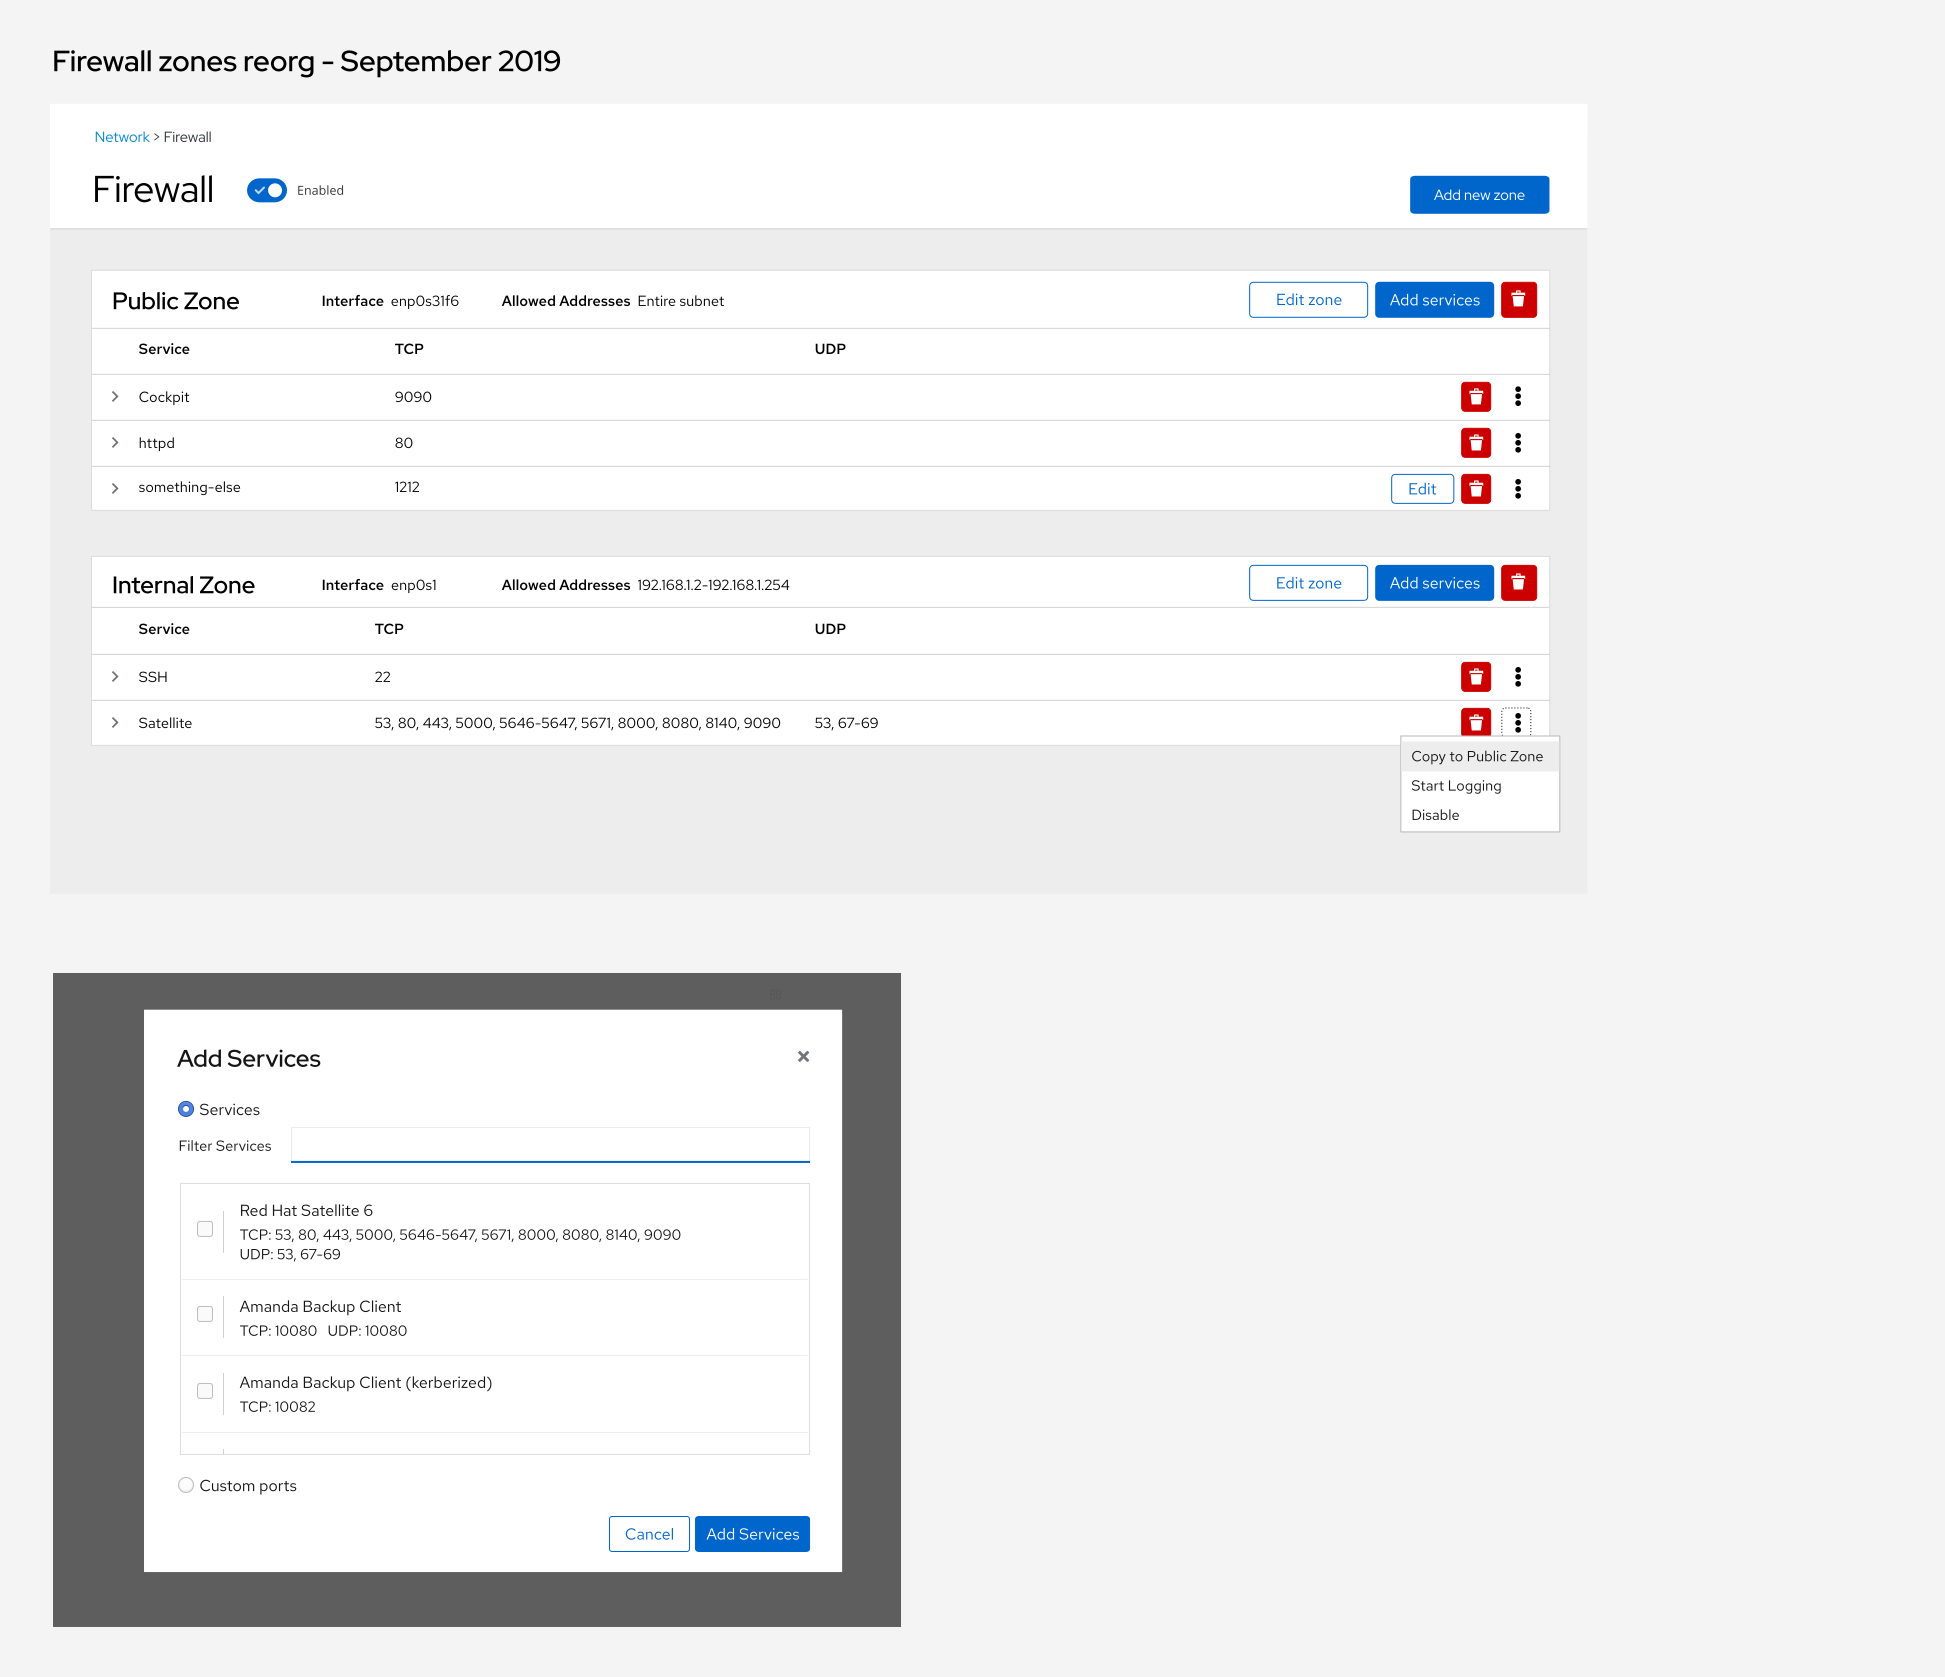 Firewall zones reorg - September 2019
Network > Firewall
Firewall Enabled Add new zone
Public Zone Interface enp0s31f6 Allowed Addresses Entire subnet Edit zone Add services
Service TCP UDP
Cockpit 9090
httpd 80
something-else 1212 Edit
Internal Zone Interface enp0s1 Allowed Addresses 192.168.1.2-192.168.1.254 Edit zone Add services
Service TCP UDP
SSH 22
Satellite 53, 80, 443, 5000, 5646-5647, 5671, 8000, 8080, 8140, 9090 53, 67-69
Copy to Public Zone
Start Logging
Disable
Add Services
Services
Filter Services
Red Hat Satellite 6
TCP: 53, 80, 443, 5000, 5646-5647, 5671, 8000, 8080, 8140, 9090
UDP: 53, 67-69
Amanda Backup Client
TCP: 10080 UDP: 10080
Amanda Backup Client (kerberized)
TCP: 10082
Custom ports
Cancel Add Services